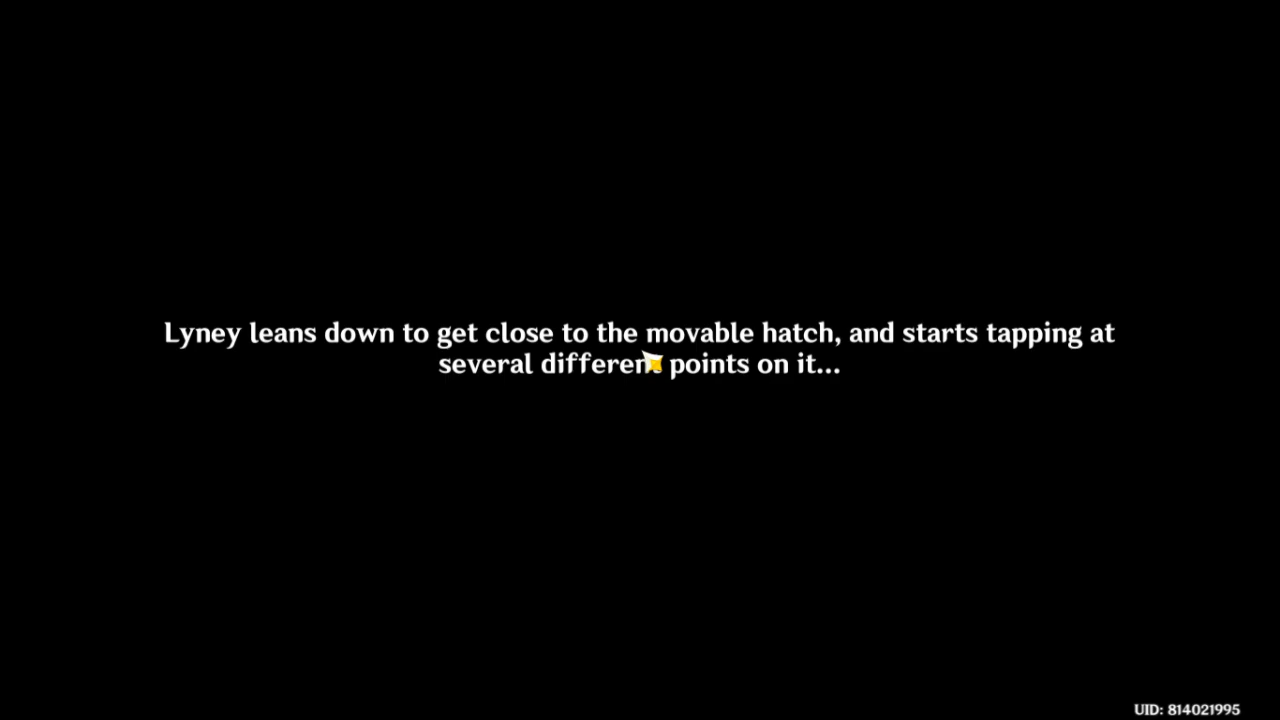 Lyney leans down to get close to the movable hatch, and starts tapping at
several different points on it...
UID: 814021995